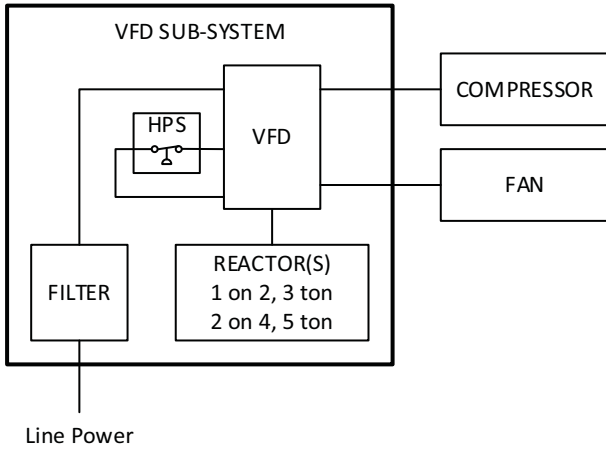 VFD SUB-SYSTEM
COMPRESSOR
HPS
VFD
FAN
FILTER
REACTOR(S)
1 on 2, 3 ton
2 on 4, 5 ton
Line Power